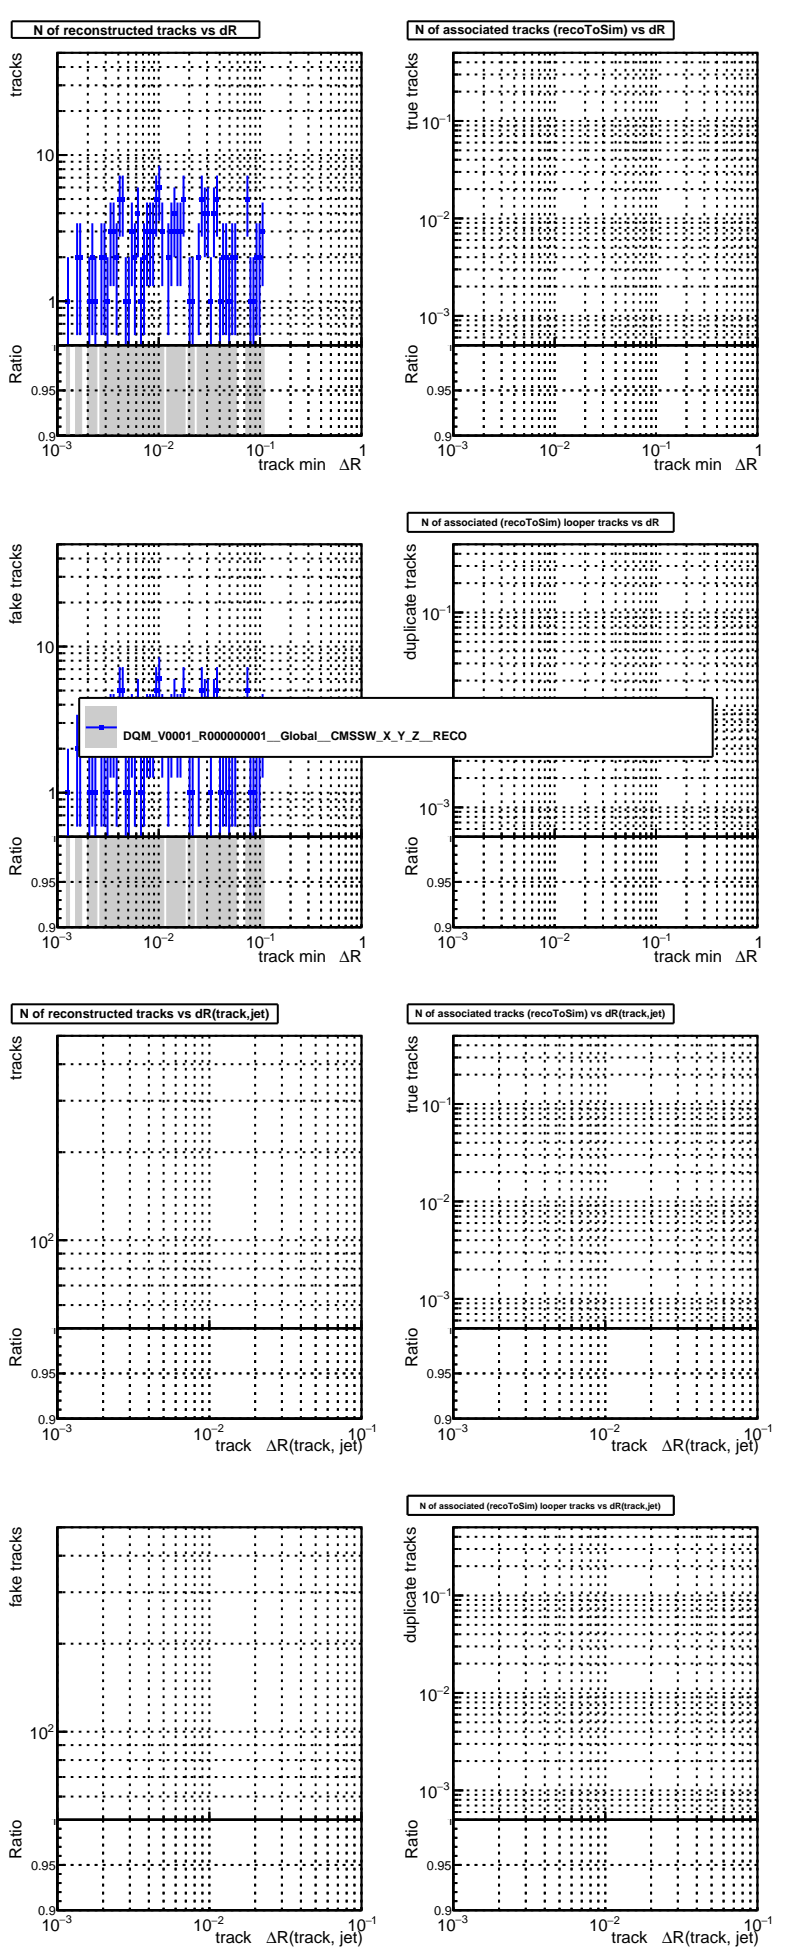 N of reconstructed tracks vs dR
tracks
10
1
Ratio
0.95
0.9
10⁻³ 10⁻² 10⁻¹ 1
track min ΔR
N of associated tracks (recoToSim) vs dR
true tracks
10⁻¹
10⁻²
10⁻³
Ratio
0.95
0.9
10⁻³ 10⁻² 10⁻¹ 1
track min ΔR
fake tracks
10
1
Ratio
0.95
0.9
10⁻³ 10⁻² 10⁻¹ 1
track min ΔR
N of associated (recoToSim) looper tracks vs dR
duplicate tracks
10⁻¹
10⁻³
Ratio
0.95
0.9
10⁻³ 10⁻² 10⁻¹ 1
track min ΔR
DQM_V0001_R000000001__Global__CMSSW_X_Y_Z__RECO
N of reconstructed tracks vs dR(track,jet)
tracks
10²
Ratio
0.95
0.9
10⁻³ 10⁻² 10⁻¹
track ΔR(track, jet)
N of associated tracks (recoToSim) vs dR(track,jet)
true tracks
10⁻¹
10⁻²
10⁻³
Ratio
0.95
0.9
10⁻³ 10⁻² 10⁻¹
track ΔR(track, jet)
fake tracks
10²
Ratio
0.95
0.9
10⁻³ 10⁻² 10⁻¹
track ΔR(track, jet)
N of associated (recoToSim) looper tracks vs dR(track,jet)
duplicate tracks
10⁻¹
10⁻²
10⁻³
Ratio
0.95
0.9
10⁻³ 10⁻² 10⁻¹
track ΔR(track, jet)